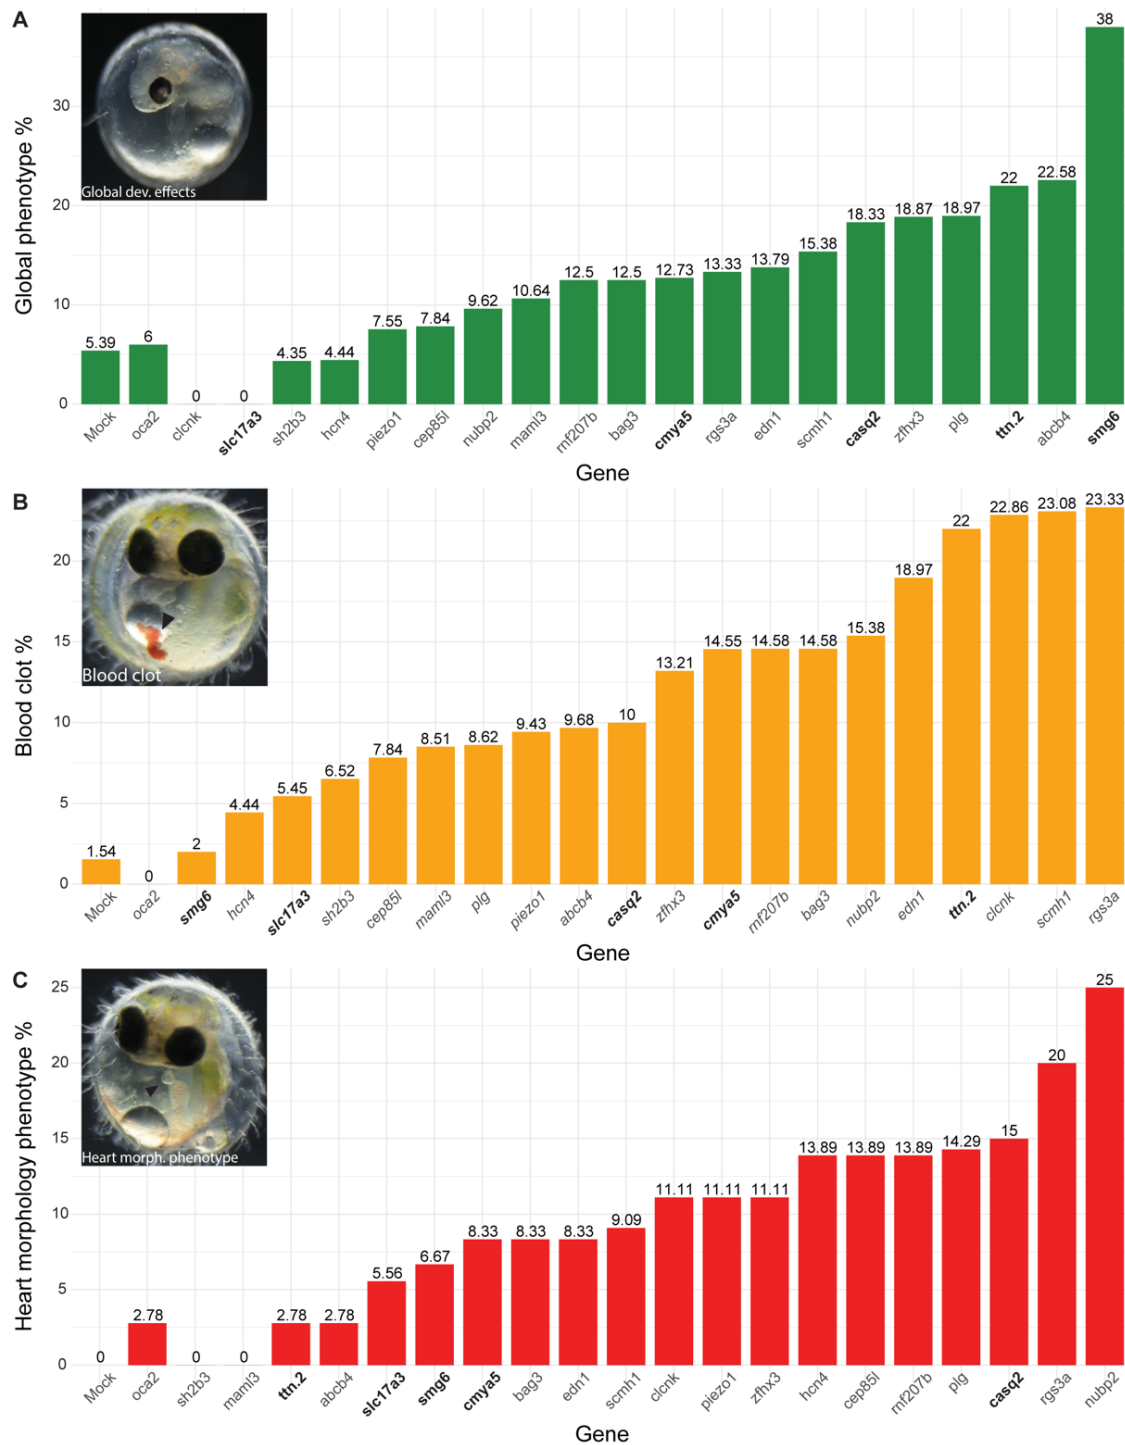 A
38
30
20
10
0
Global phenotype %
Global dev. effects
5.39 6 0 0 4.35 4.44 7.55 7.84 9.62 10.64 12.5 12.5 12.73 13.33 13.79 15.38 18.33 18.87 18.97 22 22.58
Mock oca2 clcnk slc17a3 sh2b3 hcn4 piezo1 cep85l nubp2 maml3 rnf207b bag3 cmya5 rgs3a edn1 scmh1 casq2 zfhx3 plg ttn.2 abcb4 smg6
Gene
B
20
15
10
5
0
Blood clot %
Blood clot
1.54 0 2 4.44 5.45 6.52 7.84 8.51 8.62 9.43 9.68 10 13.21 14.55 14.58 14.58 15.38 18.97 22 22.86 23.08 23.33
Mock oca2 smg6 hcn4 slc17a3 sh2b3 cep85l maml3 plg piezo1 abcb4 casq2 zfhx3 cmya5 rnf207b bag3 nubp2 edn1 ttn.2 clcnk scmh1 rgs3a
Gene
C
25
20
15
10
5
0
Heart morphology phenotype %
Heart morph. phenotype
0 2.78 0 0 2.78 2.78 5.56 6.67 8.33 8.33 8.33 9.09 11.11 11.11 11.11 13.89 13.89 13.89 14.29 15 20 25
Mock oca2 sh2b3 maml3 ttn.2 abcb4 slc17a3 smg6 cmya5 bag3 edn1 scmh1 clcnk piezo1 zfhx3 hcn4 cep85l rnf207b plg casq2 rgs3a nubp2
Gene